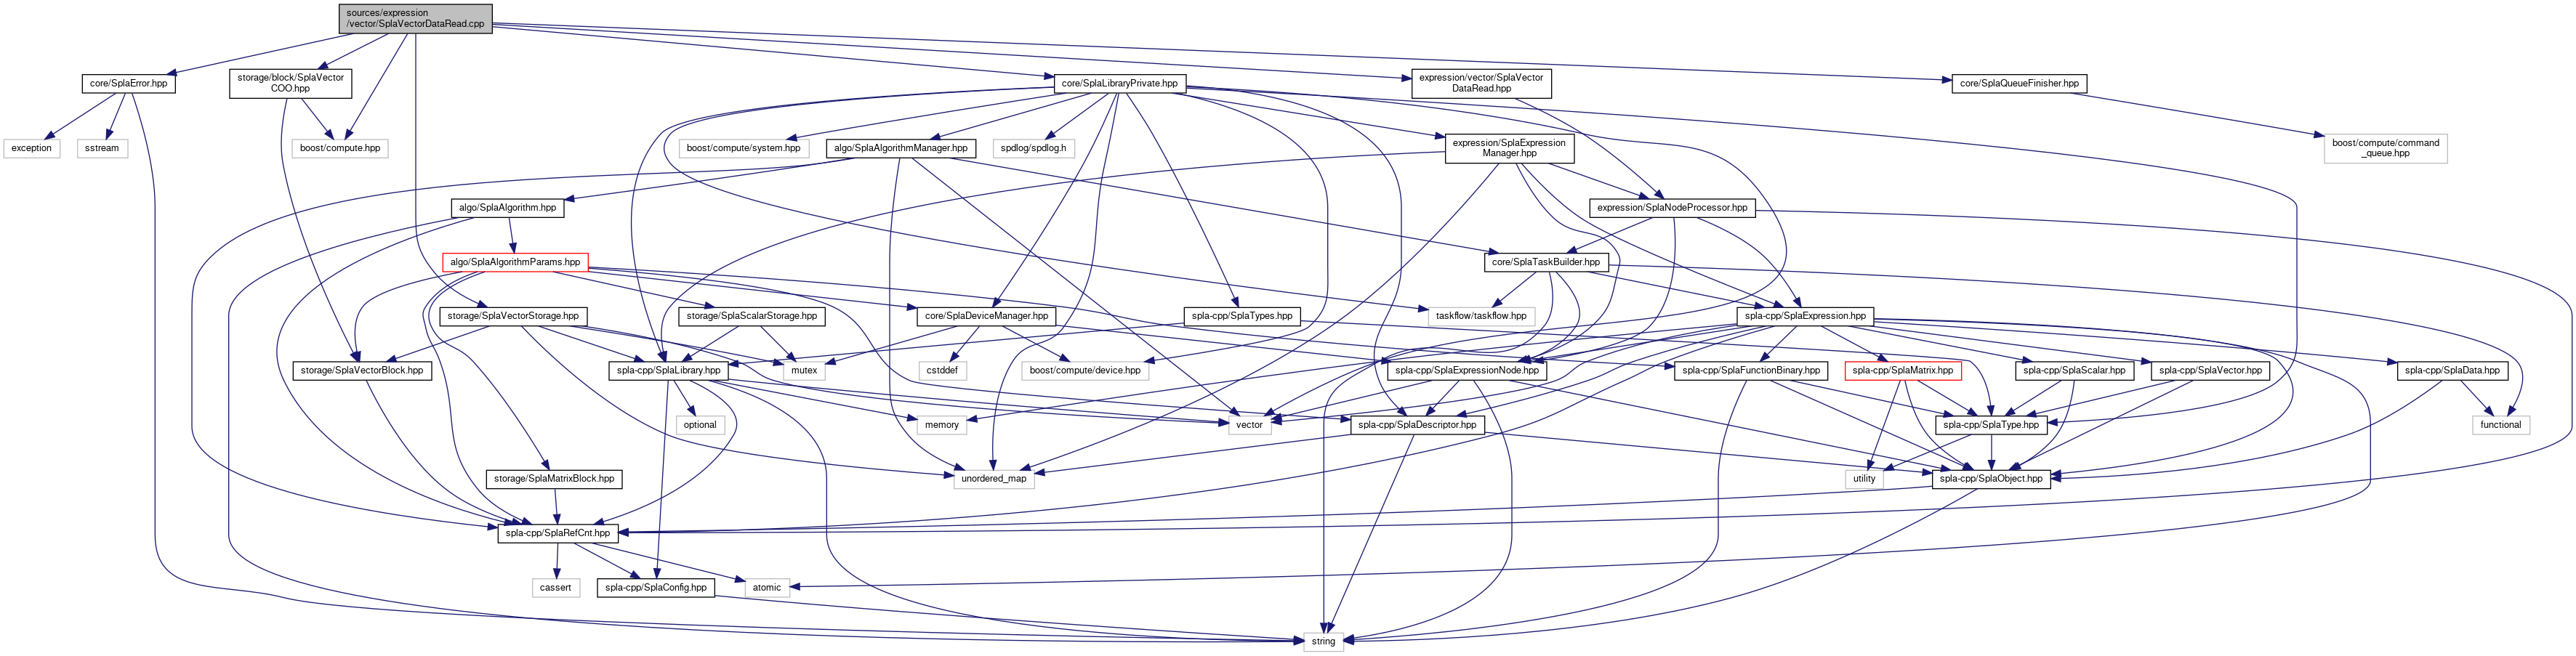 sources/expression
/vector/SplaVectorDataRead.cpp
core/SplaError.hpp
storage/block/SplaVector
COO.hpp
core/SplaLibraryPrivate.hpp
expression/vector/SplaVector
DataRead.hpp
core/SplaQueueFinisher.hpp
exception
sstream
boost/compute.hpp
boost/compute/system.hpp
algo/SplaAlgorithmManager.hpp
spdlog/spdlog.h
expression/SplaExpression
Manager.hpp
boost/compute/command
_queue.hpp
algo/SplaAlgorithm.hpp
expression/SplaNodeProcessor.hpp
algo/SplaAlgorithmParams.hpp
core/SplaTaskBuilder.hpp
storage/SplaVectorStorage.hpp
storage/SplaScalarStorage.hpp
core/SplaDeviceManager.hpp
spla-cpp/SplaTypes.hpp
taskflow/taskflow.hpp
spla-cpp/SplaExpression.hpp
storage/SplaVectorBlock.hpp
spla-cpp/SplaLibrary.hpp
mutex
cstddef
boost/compute/device.hpp
spla-cpp/SplaExpressionNode.hpp
spla-cpp/SplaFunctionBinary.hpp
spla-cpp/SplaMatrix.hpp
spla-cpp/SplaScalar.hpp
spla-cpp/SplaVector.hpp
spla-cpp/SplaData.hpp
optional
memory
vector
spla-cpp/SplaDescriptor.hpp
spla-cpp/SplaType.hpp
functional
storage/SplaMatrixBlock.hpp
unordered_map
utility
spla-cpp/SplaObject.hpp
spla-cpp/SplaRefCnt.hpp
cassert
spla-cpp/SplaConfig.hpp
atomic
string